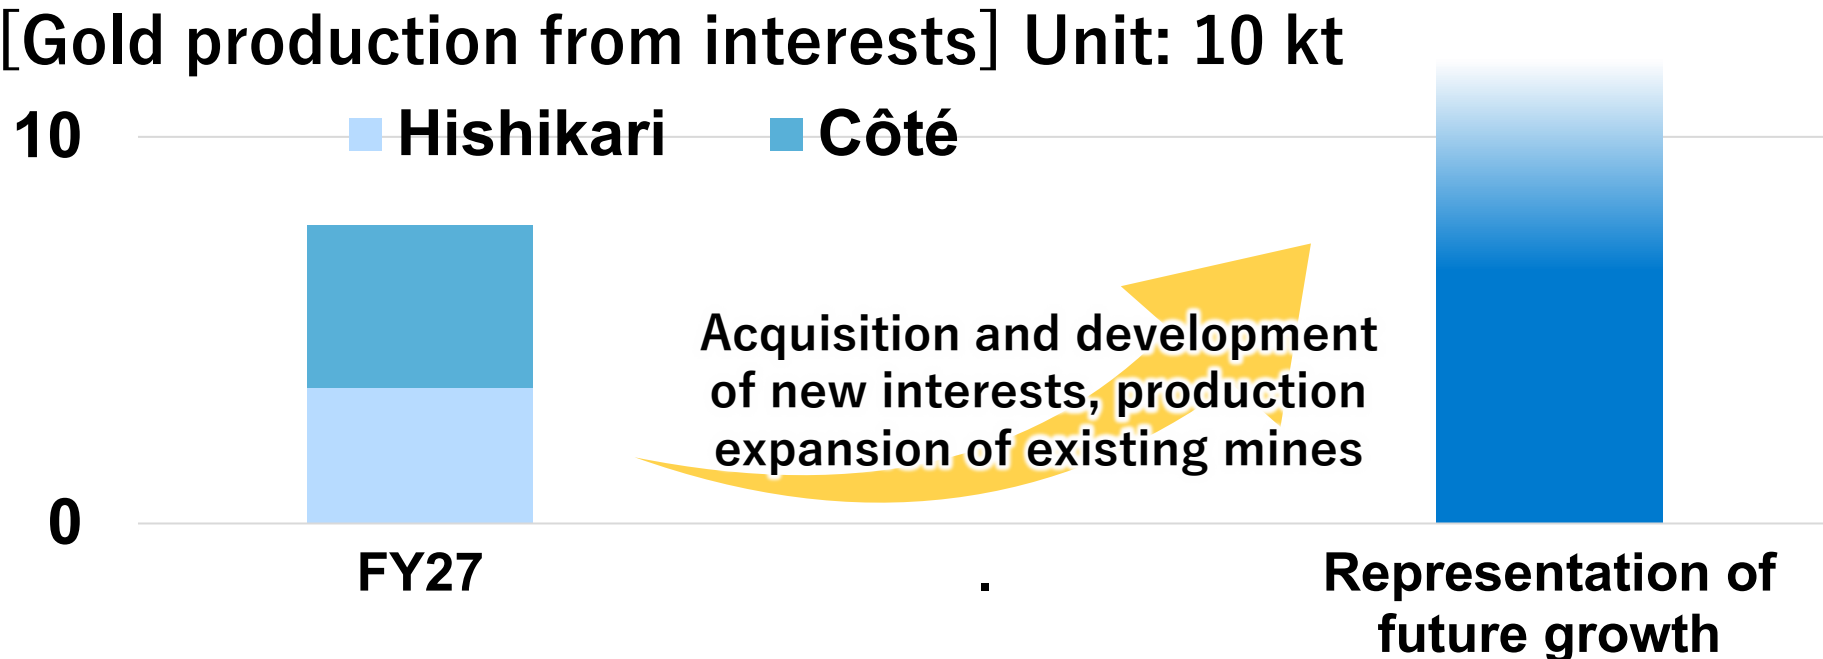 [Gold production from interests] Unit: 10 kt
10
Hishikari
Côté
Acquisition and development
of new interests, production
expansion of existing mines
0
FY27
.
Representation of
future growth